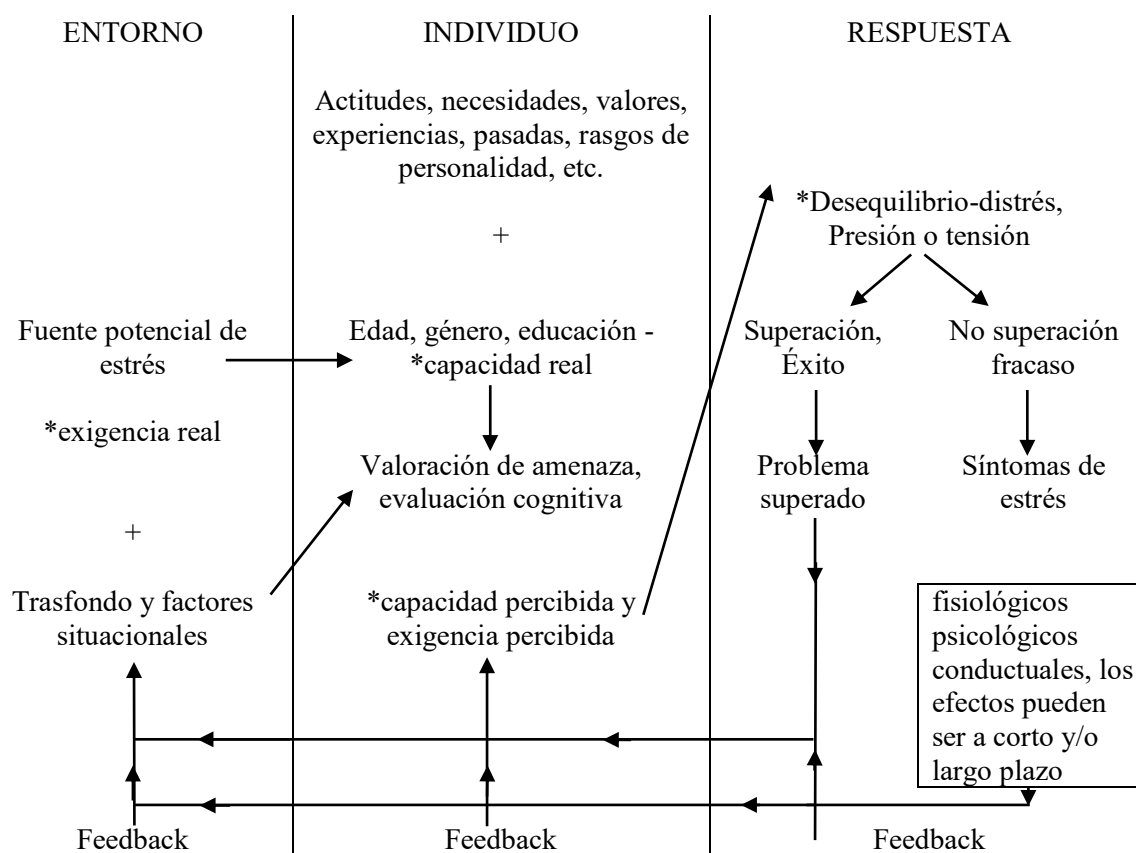 ENTORNO
INDIVIDUO
RESPUESTA
Actitudes, necesidades, valores,
experiencias, pasadas, rasgos de
personalidad, etc.
+
Edad, género, educación -
*capacidad real
Valoración de amenaza,
evaluación cognitiva
*capacidad percibida y
exigencia percibida
Fuente potencial de
estrés
*exigencia real
+
Trasfondo y factores
situacionales
*Desequilibrio-distrés,
Presión o tensión
Superación,
Éxito
No superación
fracaso
Problema
superado
Síntomas de
estrés
fisiológicos
psicológicos
conductuales, los
efectos pueden
ser a corto y/o
largo plazo
Feedback
Feedback
Feedback